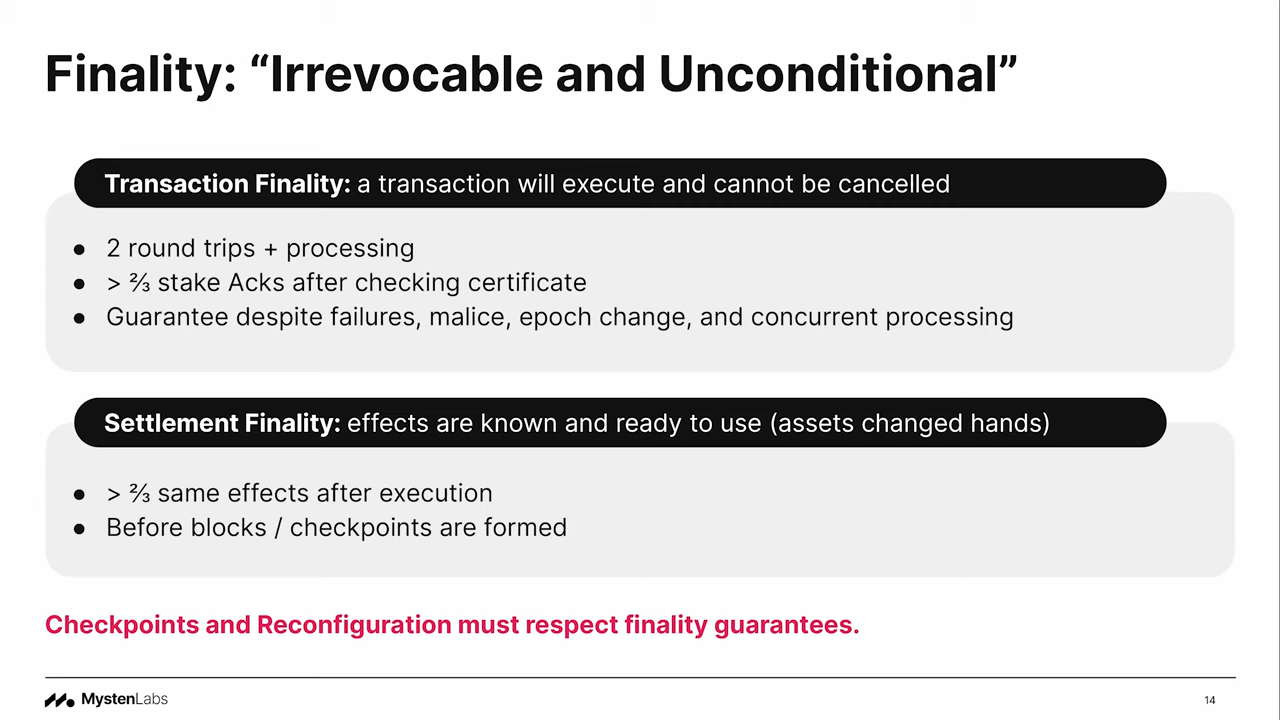 Finality: “Irrevocable and Unconditional”
Transaction Finality: a transaction will execute and cannot be cancelled
● 2 round trips + processing
● > ⅔ stake Acks after checking certificate
● Guarantee despite failures, malice, epoch change, and concurrent processing
Settlement Finality: effects are known and ready to use (assets changed hands)
● > ⅔ same effects after execution
● Before blocks / checkpoints are formed
Checkpoints and Reconfiguration must respect finality guarantees.
MystenLabs
14